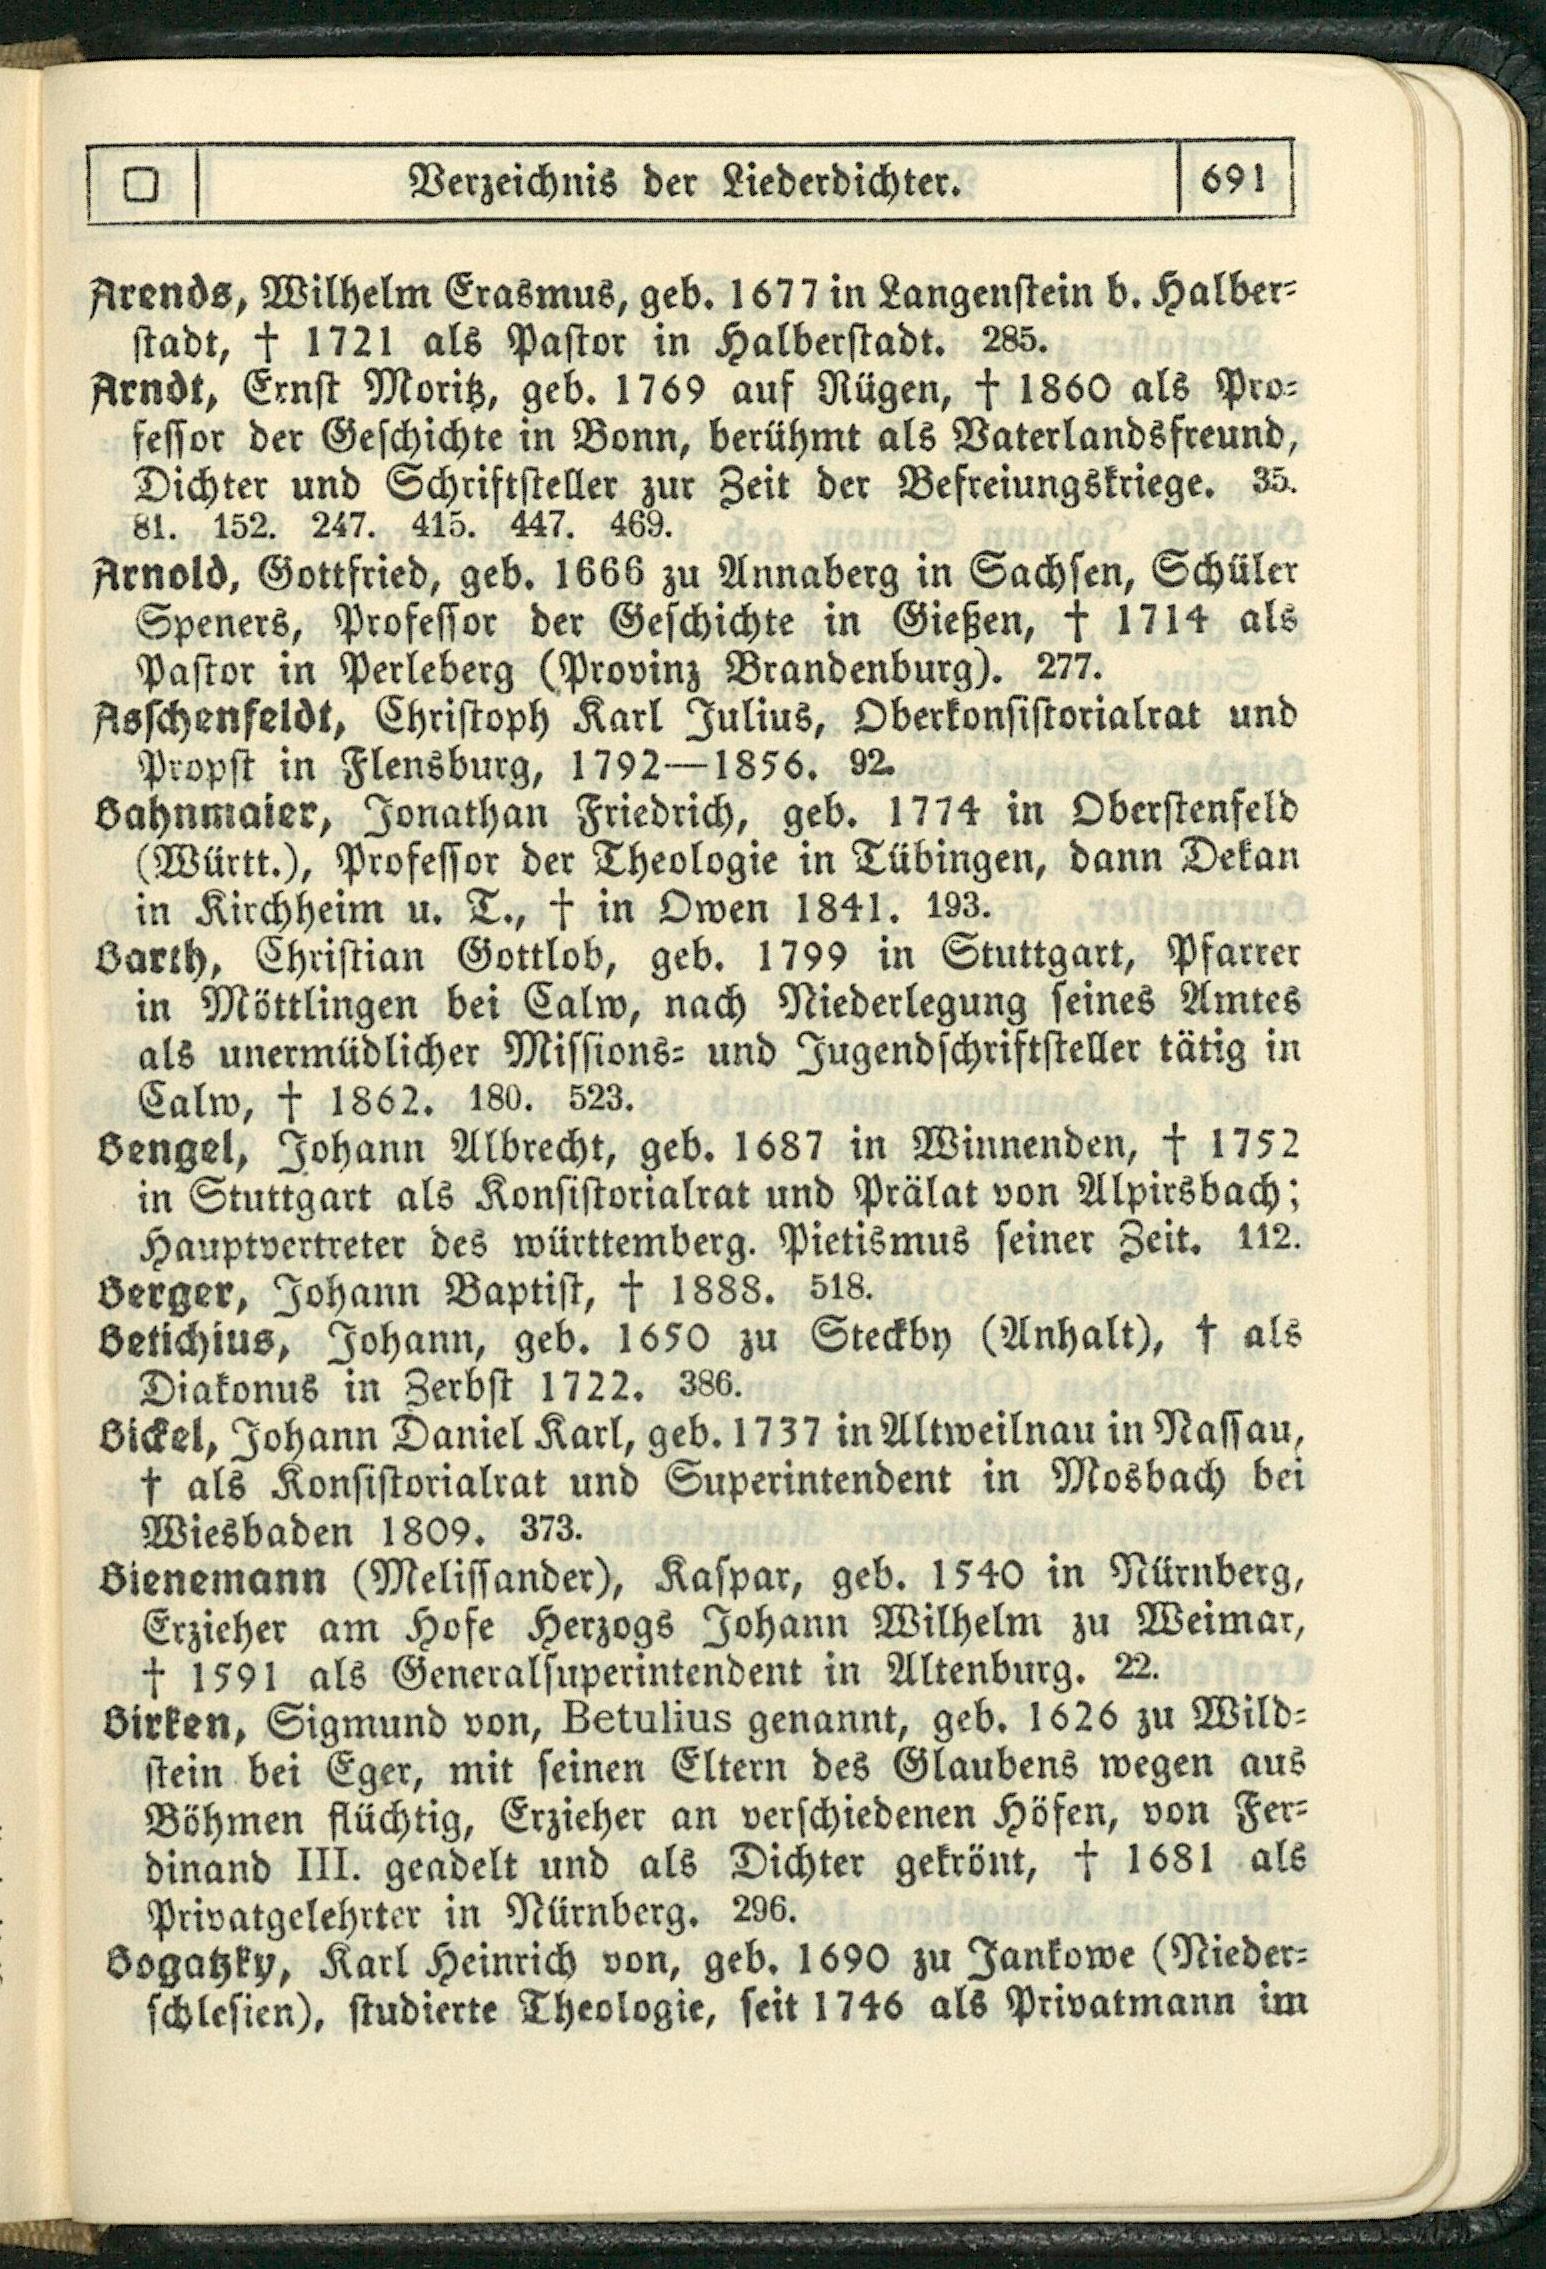 Verzeichnis der Liederdichter. 691
Arends, Wilhelm Erasmus, geb. 1677 in Langenstein b. Halber-
stadt, † 1721 als Pastor in Halberstadt. 285.
Arndt, Ernst Moritz, geb. 1769 auf Rügen, † 1860 als Pro-
fessor der Geschichte in Bonn, berühmt als Vaterlandsfreund,
Dichter und Schriftsteller zur Zeit der Befreiungskriege. 35.
81. 152. 247. 415. 447. 469.
Arnold, Gottfried, geb. 1666 zu Annaberg in Sachsen, Schüler
Speners, Professor der Geschichte in Gießen, † 1714 als
Pastor in Perleberg (Provinz Brandenburg). 277.
Asschenfeldt, Christoph Karl Julius, Oberkonsistorialrat und
Propst in Flensburg, 1792—1856. 92.
Bahnmaier, Jonathan Friedrich, geb. 1774 in Oberstenfeld
(Württ.), Professor der Theologie in Tübingen, dann Dekan
in Kirchheim u. T., † in Owen 1841. 193.
Barth, Christian Gottlob, geb. 1799 in Stuttgart, Pfarrer
in Möttlingen bei Calw, nach Niederlegung seines Amtes
als unermüdlicher Missions- und Jugendschriftsteller tätig in
Calw, † 1862. 180. 523.
Bengel, Johann Albrecht, geb. 1687 in Winnenden, † 1752
in Stuttgart als Konsistorialrat und Prälat von Alpirsbach;
Hauptvertreter des württemberg. Pietismus seiner Zeit. 112.
Berger, Johann Baptist, † 1888. 518.
Betichius, Johann, geb. 1650 zu Steckby (Anhalt), † als
Diakonus in Zerbst 1722. 386.
Bickel, Johann Daniel Karl, geb. 1737 in Altweilnau in Nassau,
† als Konsistorialrat und Superintendent in Mosbach bei
Wiesbaden 1809. 373.
Bienemann (Melissander), Kaspar, geb. 1540 in Nürnberg,
Erzieher am Hofe Herzogs Johann Wilhelm zu Weimar,
† 1591 als Generalsuperintendent in Altenburg. 22.
Birken, Sigmund von, Betulius genannt, geb. 1626 zu Wild-
stein bei Eger, mit seinen Eltern des Glaubens wegen aus
Böhmen flüchtig, Erzieher an verschiedenen Höfen, von Fer-
dinand III. geadelt und als Dichter gekrönt, † 1681 als
Privatgelehrter in Nürnberg. 296.
Bogatzky, Karl Heinrich von, geb. 1690 zu Jankowe (Nieder-
schlesien), studierte Theologie, seit 1746 als Privatmann im